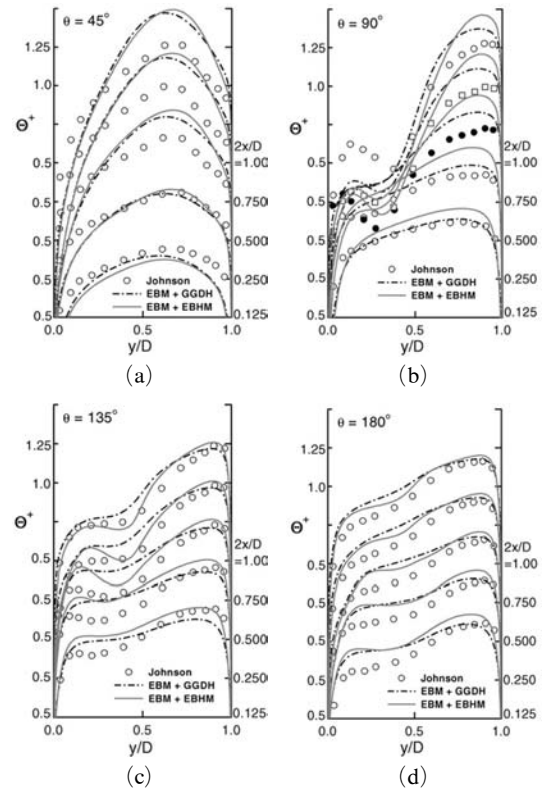 θ = 45°
1.25
1.0
Θ⁺
0.5
0.5
0.5
0.5
2x/D
=1.00
0.750
0.500
0.250
0.125
Johnson
EBM + GGDH
EBM + EBHM
0.0 0.5 1.0
y/D
(a)
θ = 90°
1.25
1.0
Θ⁺
0.5
0.5
0.5
0.5
2x/D
=1.00
0.750
0.500
0.250
0.125
Johnson
EBM + GGDH
EBM + EBHM
0.0 0.5 1.0
y/D
(b)
θ = 135°
1.25
1.0
Θ⁺
0.5
0.5
0.5
0.5
2x/D
=1.00
0.750
0.500
0.250
0.125
Johnson
EBM + GGDH
EBM + EBHM
0.0 0.5 1.0
y/D
(c)
θ = 180°
1.25
1.0
Θ⁺
0.5
0.5
0.5
0.5
2x/D
=1.00
0.750
0.500
0.250
0.125
Johnson
EBM + GGDH
EBM + EBHM
0.0 0.5 1.0
y/D
(d)